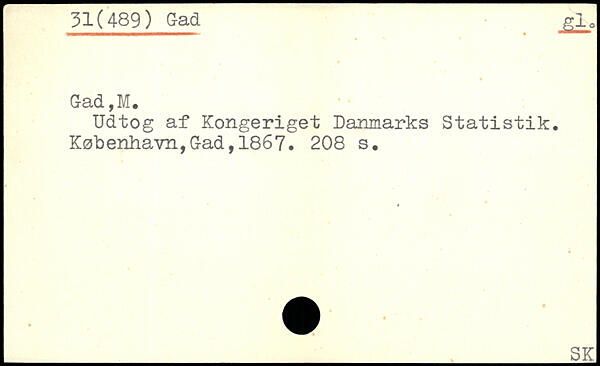 31(489) Gad gl.
Gad,M.
Udtog af Kongeriget Danmarks Statistik.
København,Gad,1867. 208 s.
SK